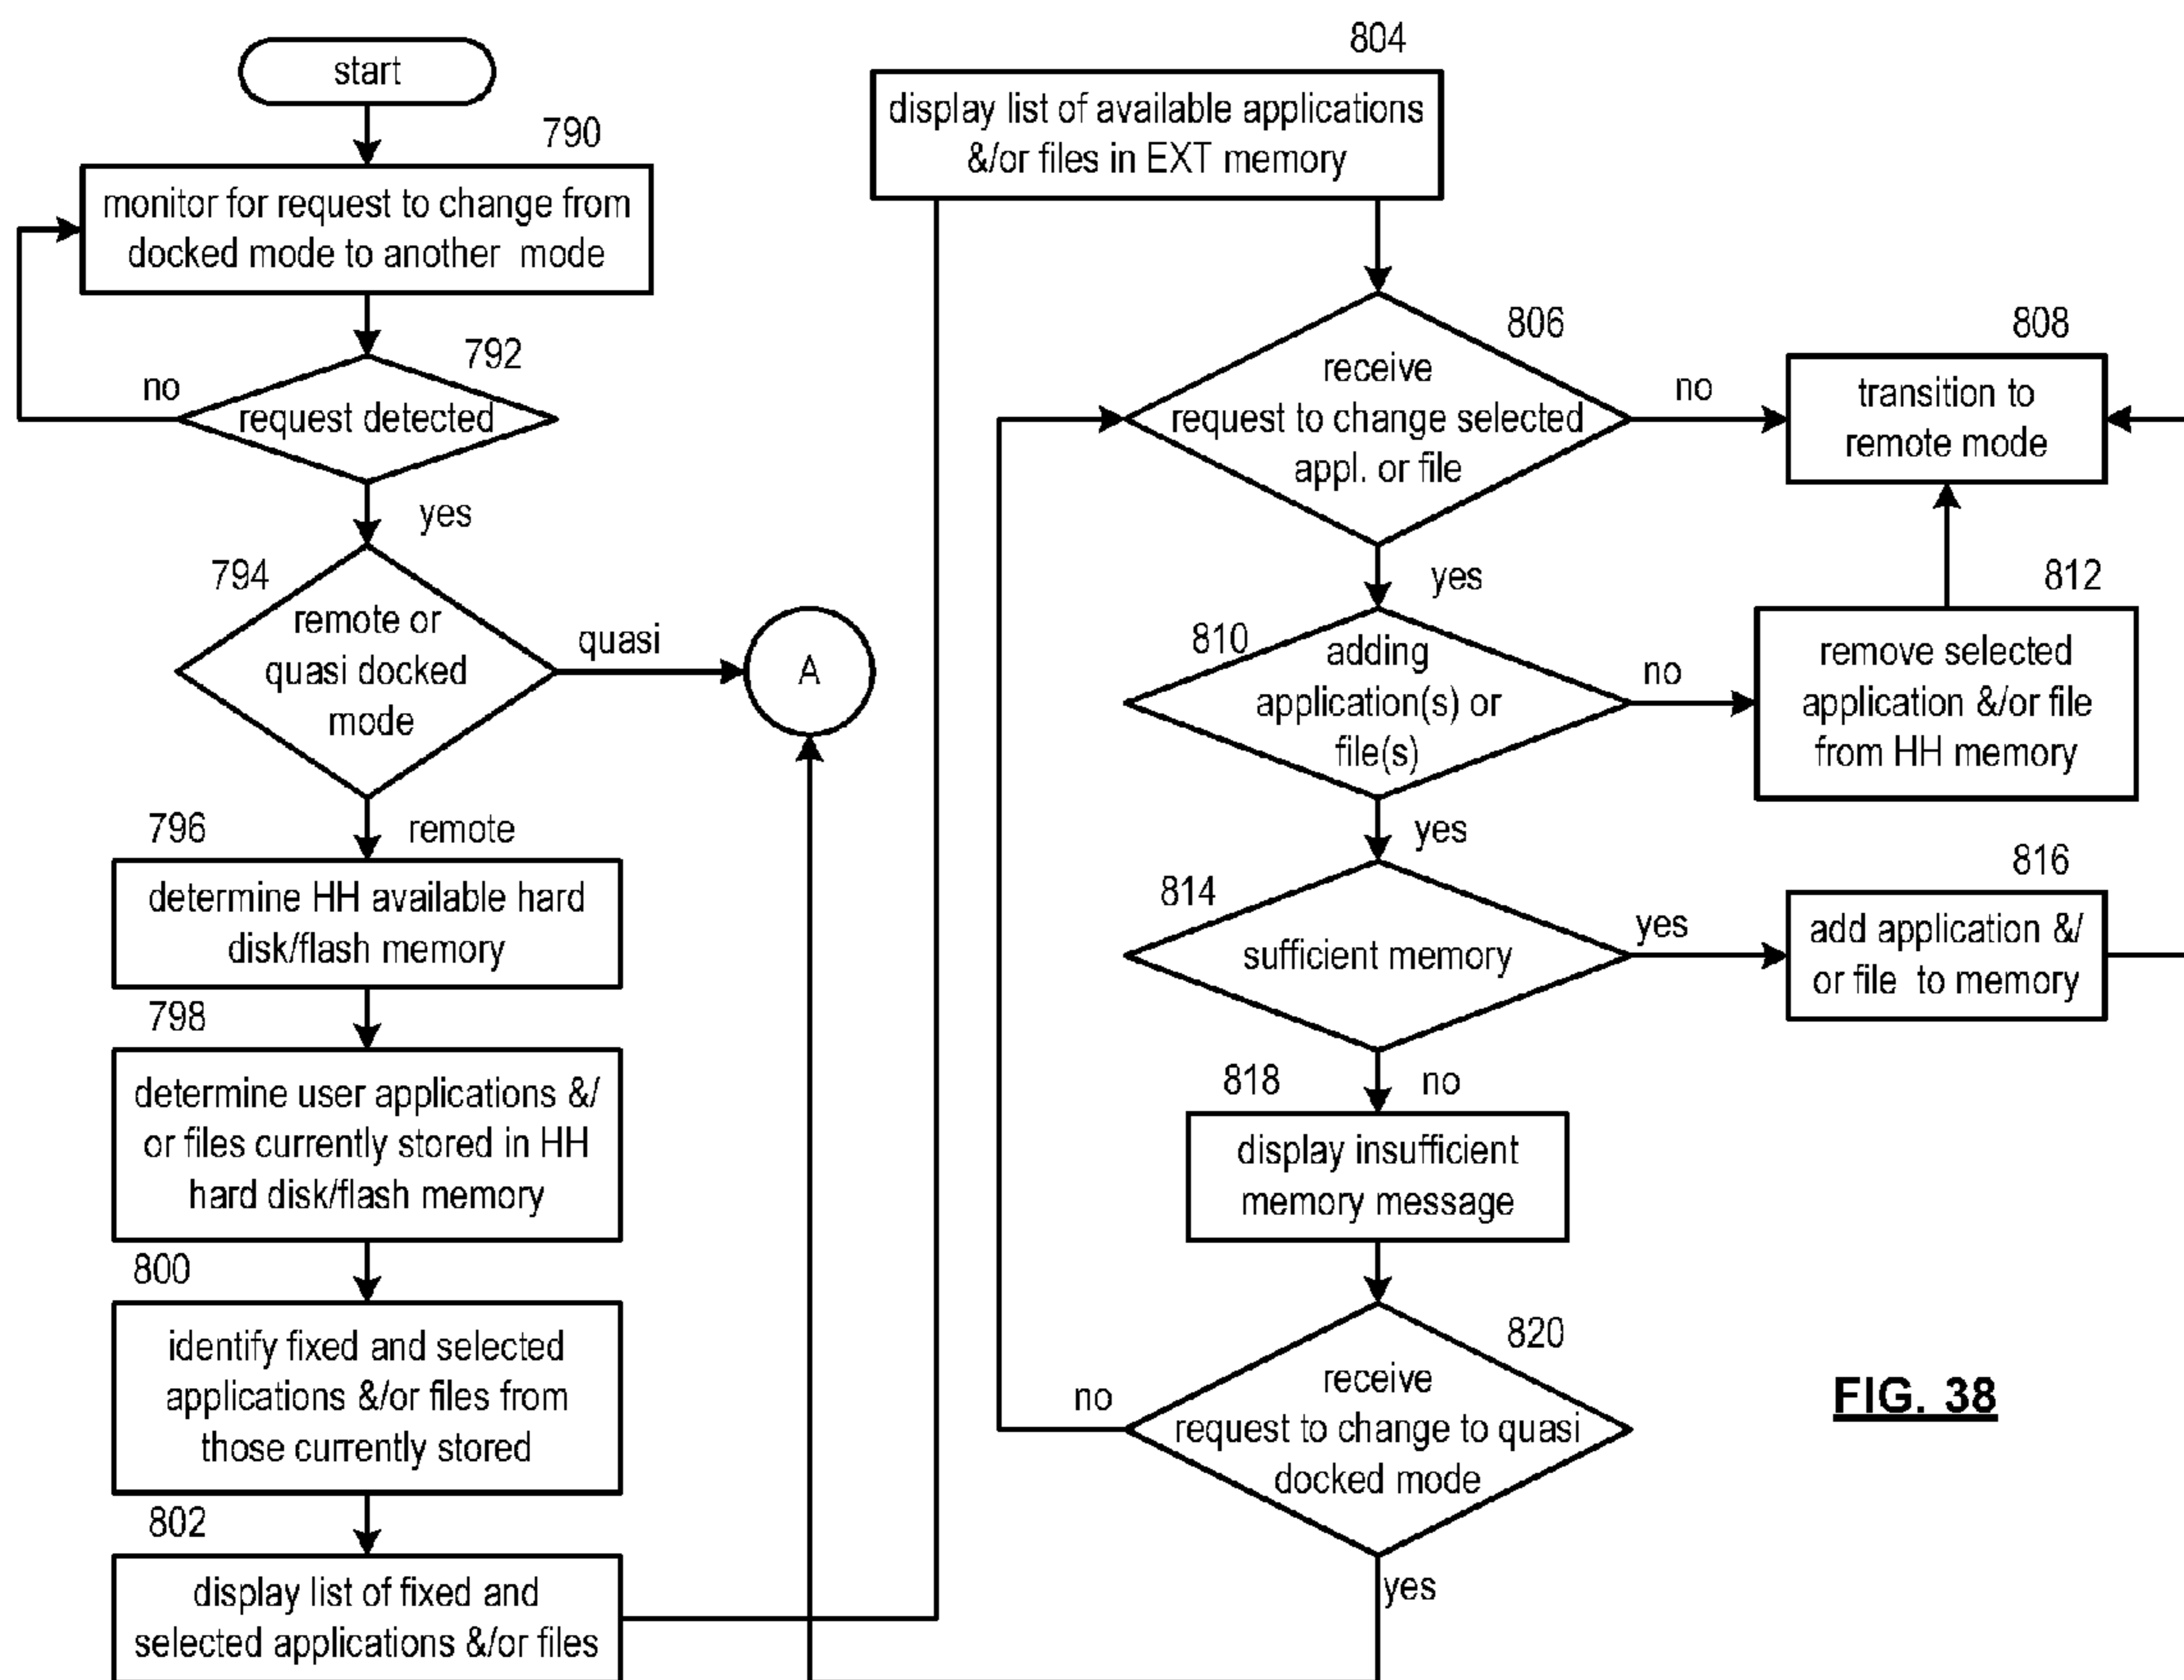 start
790
monitor for request to change from
docked mode to another mode
792
no
request detected
yes
794
remote or
quasi docked
mode
quasi
A
remote
796
determine HH available hard
disk/flash memory
798
determine user applications &/
or files currently stored in HH
hard disk/flash memory
800
identify fixed and selected
applications &/or files from
those currently stored
802
display list of fixed and
selected applications &/or files
804
display list of available applications
&/or files in EXT memory
806
receive
request to change selected
appl. or file
no
808
transition to
remote mode
yes
810
adding
application(s) or
file(s)
no
812
remove selected
application &/or file
from HH memory
yes
814
sufficient memory
yes
816
add application &/
or file to memory
no
818
display insufficient
memory message
820
receive
request to change to quasi
docked mode
no
yes
FIG. 38